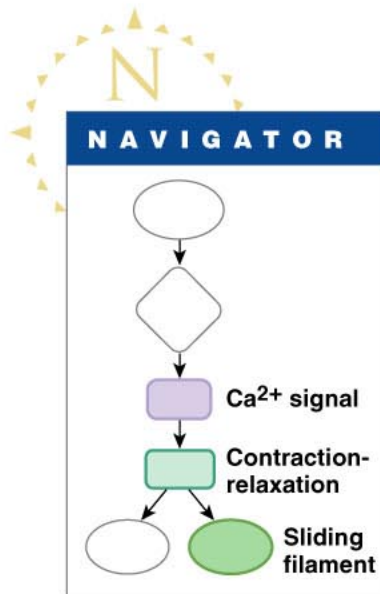 N
NAVIGATOR
Ca²⁺ signal
Contraction-
relaxation
Sliding
filament